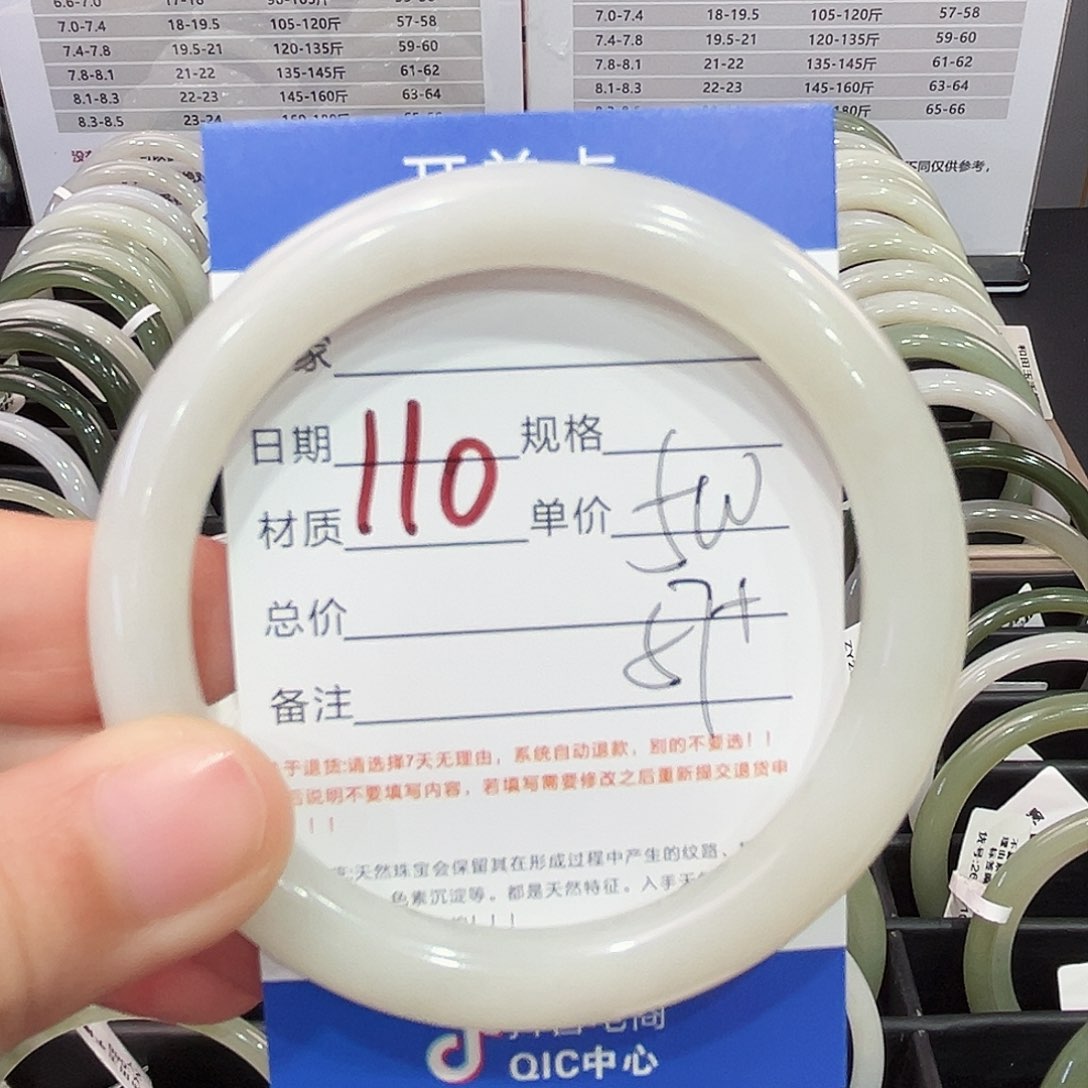 7.0-7.4 18-19.5 105-120斤 57-58
7.4-7.8 19.5-21 120-135斤 59-60
7.8-8.1 21-22 135-145斤 61-62
8.1-8.3 22-23 145-160斤 63-64
8.3-8.5 23-24
7.0-7.4 18-19.5 105-120斤 57-58
7.4-7.8 19.5-21 120-135斤 59-60
7.8-8.1 21-22 135-145斤 61-62
8.1-8.3 22-23 145-160斤 63-64
180斤 65-66
不同仅供参考，
家
日期 110 规格
材质 单价
总价 57+
备注
于退货:请选择7天无理由，系统自动退款，别的不要选！！
后说明不要填写内容，若填写需要修改之后重新提交退货申
！！
天然珠宝会保留其在形成过程中产生的纹路、
色素沉淀等。都是天然特征。入手天
QIC中心